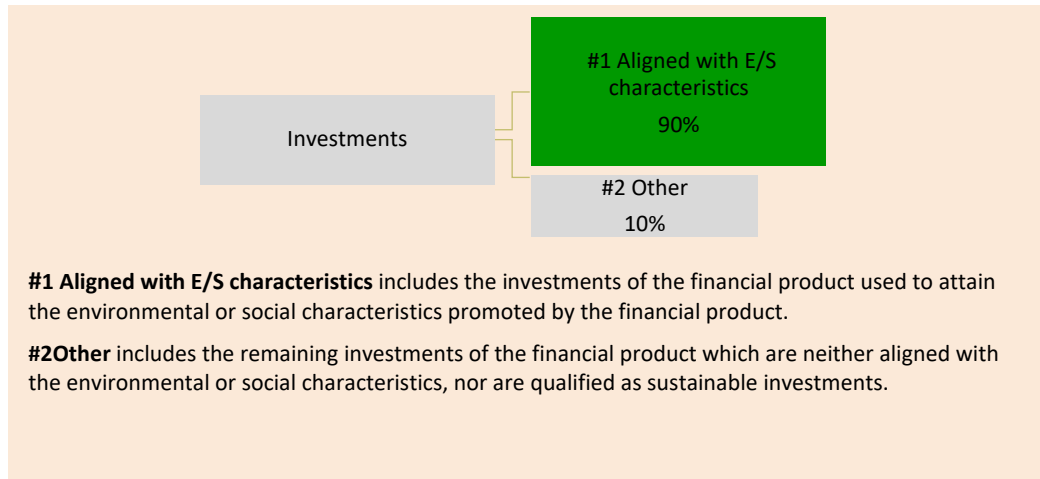 #1 Aligned with E/S
characteristics
90%
Investments
#2 Other
10%
#1 Aligned with E/S characteristics includes the investments of the financial product used to attain
the environmental or social characteristics promoted by the financial product.
#2Other includes the remaining investments of the financial product which are neither aligned with
the environmental or social characteristics, nor are qualified as sustainable investments.